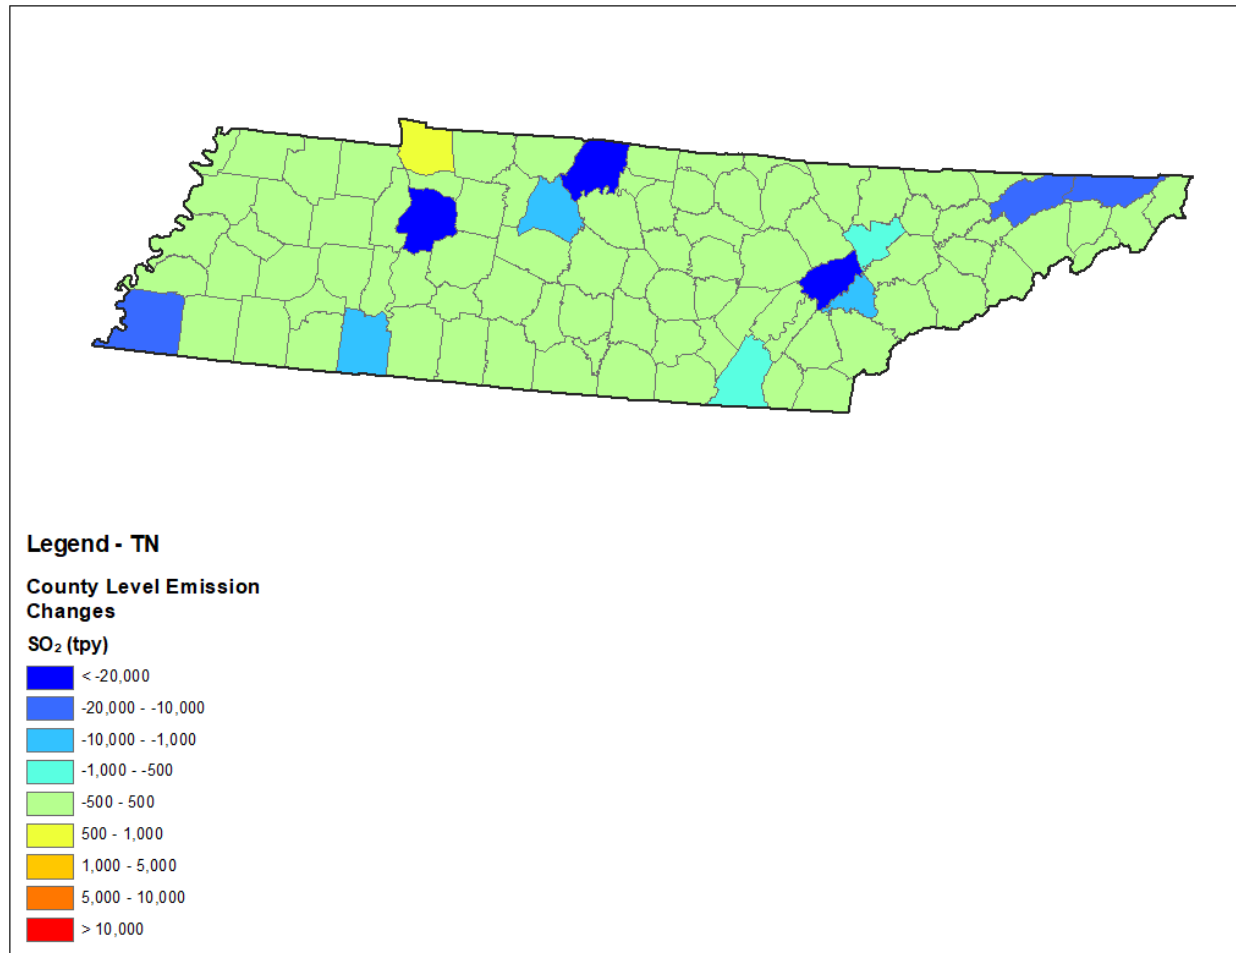 Legend - TN
County Level Emission
Changes
SO₂ (tpy)
< -20,000
-20,000 - -10,000
-10,000 - -1,000
-1,000 - -500
-500 - 500
500 - 1,000
1,000 - 5,000
5,000 - 10,000
> 10,000